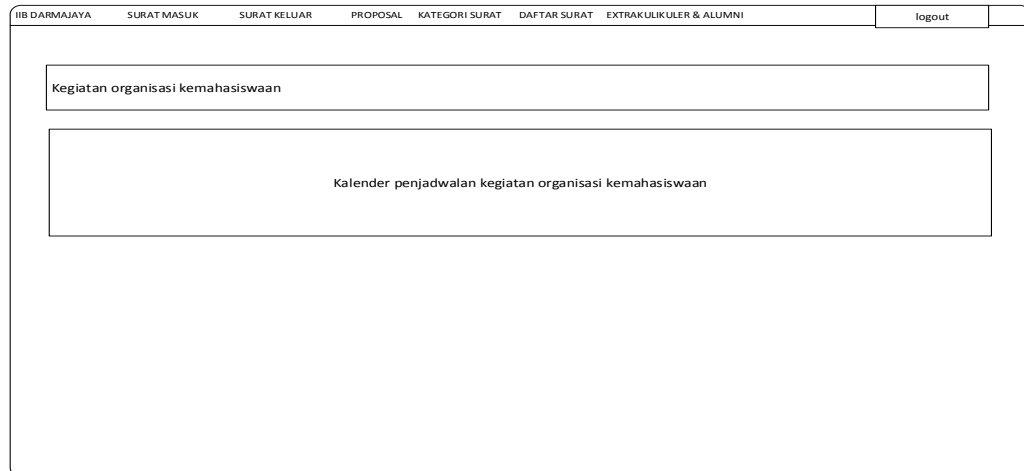 IIB DARMAJAYA SURAT MASUK SURAT KELUAR PROPOSAL KATEGORI SURAT DAFTAR SURAT EXTRAKULIKULER & ALUMNI logout
Kegiatan organisasi kemahasiswaan
Kalender penjadwalan kegiatan organisasi kemahasiswaan